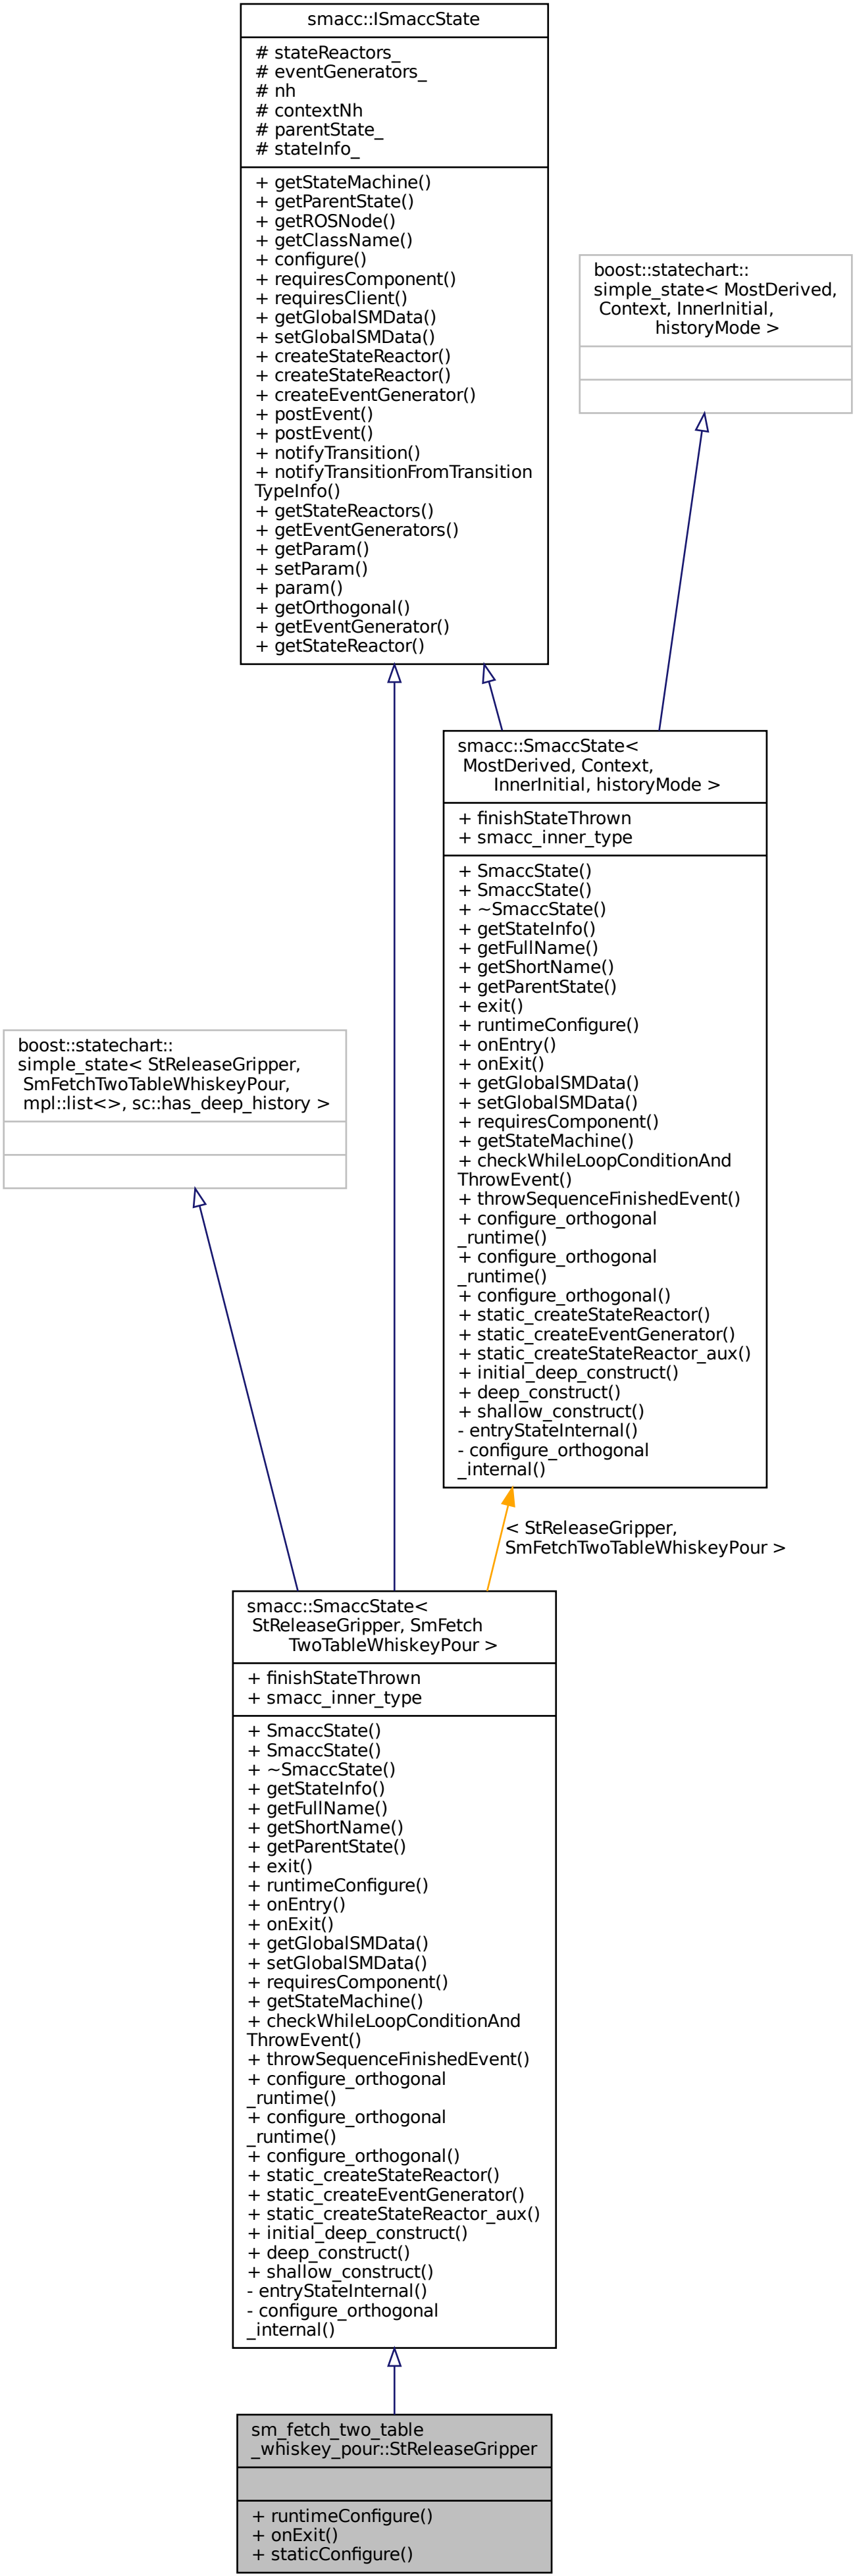 smacc::ISmaccState
# stateReactors_
# eventGenerators_
# nh
# contextNh
# parentState_
# stateInfo_
+ getStateMachine()
+ getParentState()
+ getROSNode()
+ getClassName()
+ configure()
+ requiresComponent()
+ requiresClient()
+ getGlobalSMData()
+ setGlobalSMData()
+ createStateReactor()
+ createStateReactor()
+ createEventGenerator()
+ postEvent()
+ postEvent()
+ notifyTransition()
+ notifyTransitionFromTransition
TypeInfo()
+ getStateReactors()
+ getEventGenerators()
+ getParam()
+ setParam()
+ param()
+ getOrthogonal()
+ getEventGenerator()
+ getStateReactor()
boost::statechart::
simple_state< MostDerived,
Context, InnerInitial,
historyMode >
smacc::SmaccState<
MostDerived, Context,
InnerInitial, historyMode >
+ finishStateThrown
+ smacc_inner_type
+ SmaccState()
+ SmaccState()
+ ~SmaccState()
+ getStateInfo()
+ getFullName()
+ getShortName()
+ getParentState()
+ exit()
+ runtimeConfigure()
+ onEntry()
+ onExit()
+ getGlobalSMData()
+ setGlobalSMData()
+ requiresComponent()
+ getStateMachine()
+ checkWhileLoopConditionAnd
ThrowEvent()
+ throwSequenceFinishedEvent()
+ configure_orthogonal
_runtime()
+ configure_orthogonal
_runtime()
+ configure_orthogonal()
+ static_createStateReactor()
+ static_createEventGenerator()
+ static_createStateReactor_aux()
+ initial_deep_construct()
+ deep_construct()
+ shallow_construct()
- entryStateInternal()
- configure_orthogonal
_internal()
boost::statechart::
simple_state< StReleaseGripper,
SmFetchTwoTableWhiskeyPour,
mpl::list<>, sc::has_deep_history >
< StReleaseGripper,
SmFetchTwoTableWhiskeyPour >
smacc::SmaccState<
StReleaseGripper, SmFetch
TwoTableWhiskeyPour >
+ finishStateThrown
+ smacc_inner_type
+ SmaccState()
+ SmaccState()
+ ~SmaccState()
+ getStateInfo()
+ getFullName()
+ getShortName()
+ getParentState()
+ exit()
+ runtimeConfigure()
+ onEntry()
+ onExit()
+ getGlobalSMData()
+ setGlobalSMData()
+ requiresComponent()
+ getStateMachine()
+ checkWhileLoopConditionAnd
ThrowEvent()
+ throwSequenceFinishedEvent()
+ configure_orthogonal
_runtime()
+ configure_orthogonal
_runtime()
+ configure_orthogonal()
+ static_createStateReactor()
+ static_createEventGenerator()
+ static_createStateReactor_aux()
+ initial_deep_construct()
+ deep_construct()
+ shallow_construct()
- entryStateInternal()
- configure_orthogonal
_internal()
sm_fetch_two_table
_whiskey_pour::StReleaseGripper
+ runtimeConfigure()
+ onExit()
+ staticConfigure()